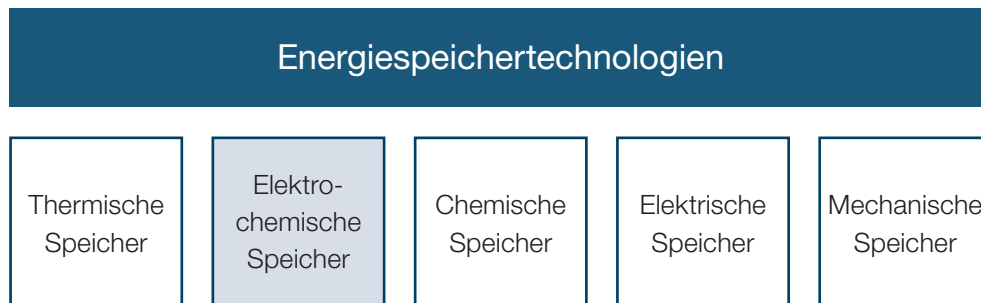 Energiespeichertechnologien
Thermische
Speicher
Elektro-
chemische
Speicher
Chemische
Speicher
Elektrische
Speicher
Mechanische
Speicher